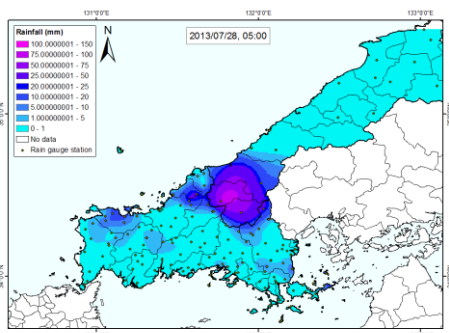 131°0'0"E
132°0'0"E
133°0'0"E
Rainfall (mm)
100.0000001 - 150
75.00000001 - 100
50.00000001 - 75
25.00000001 - 50
20.00000001 - 25
10.00000001 - 20
5.000000001 - 10
1.000000001 - 5
0 - 1
No data
Rain gauge station
N
2013/07/28, 05:00